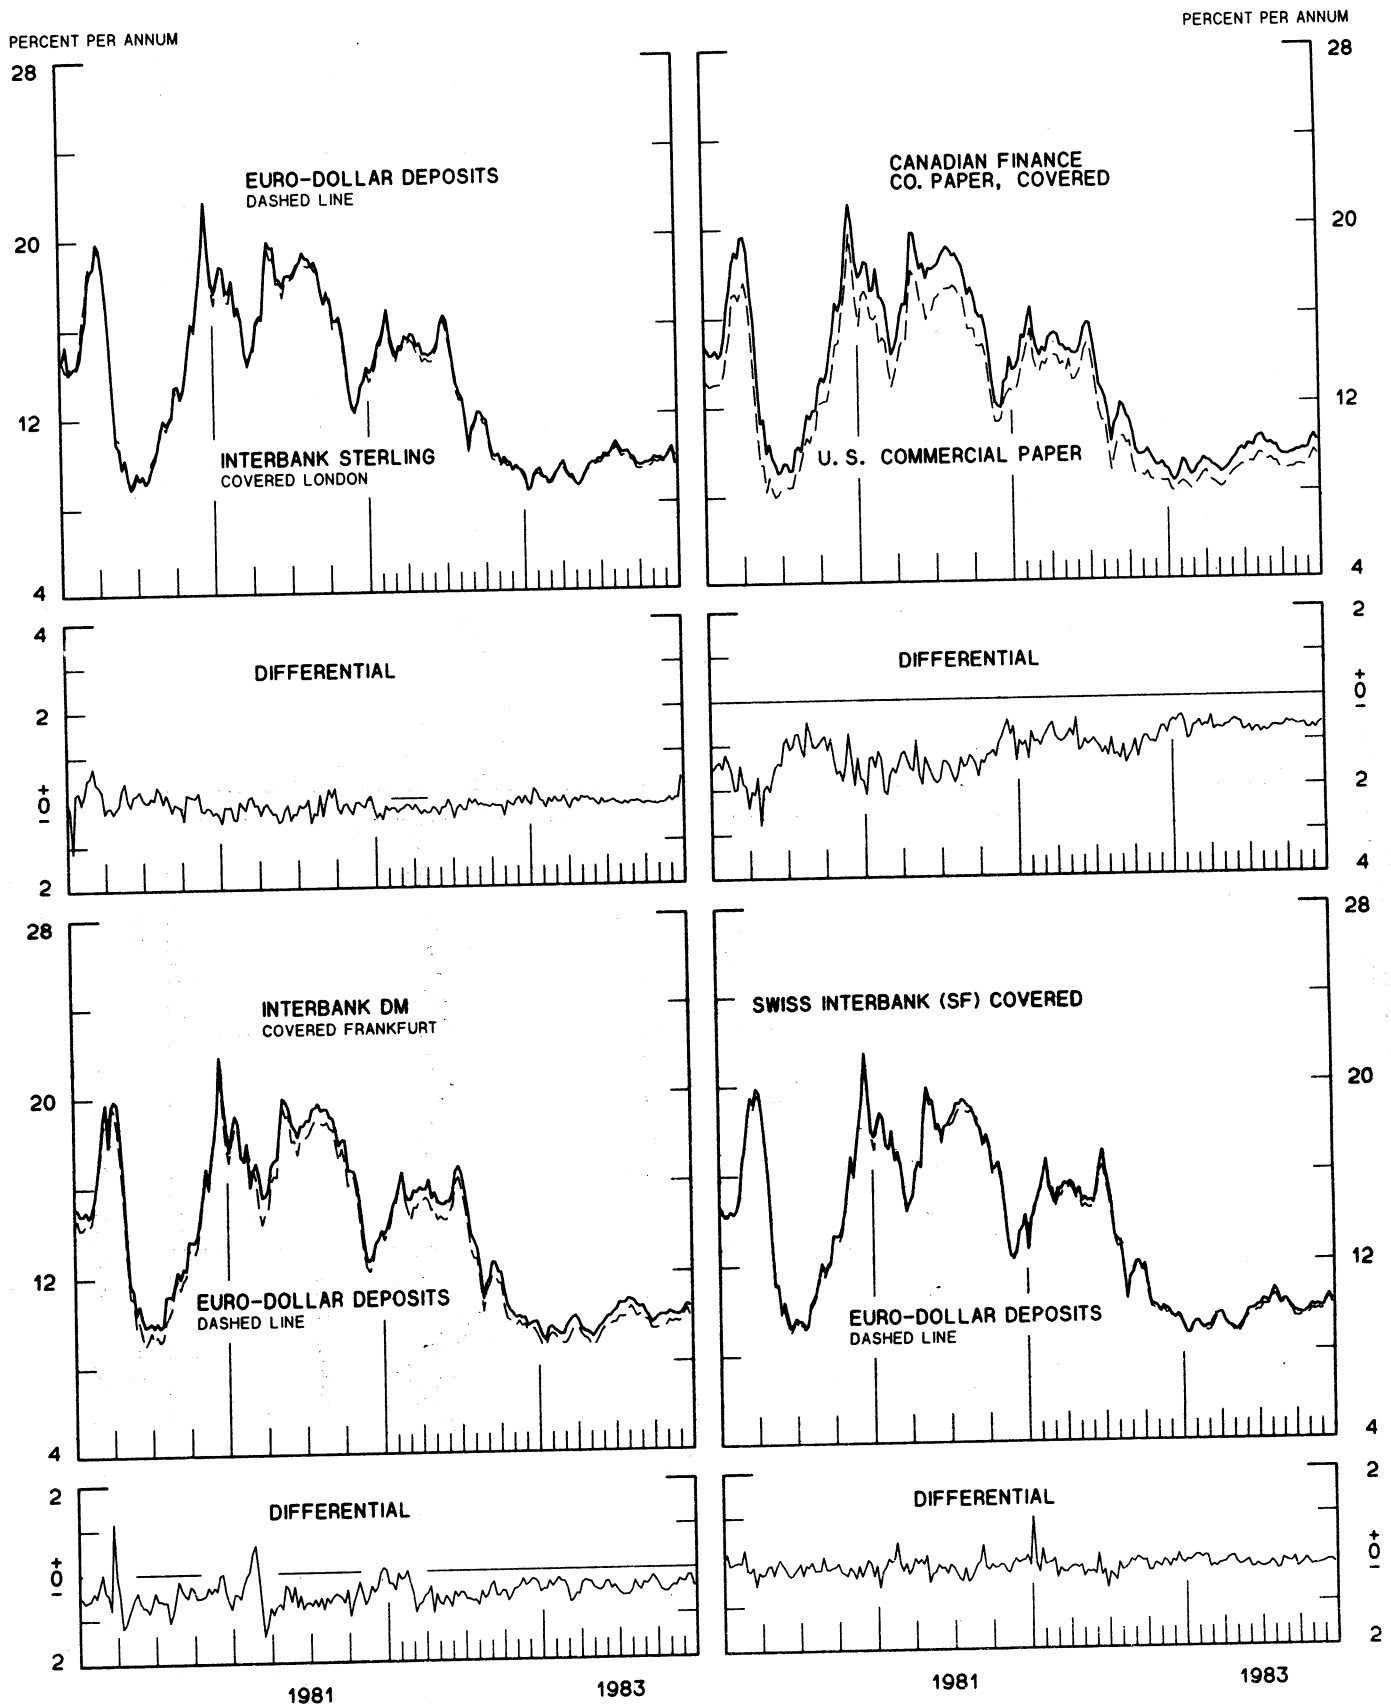 PERCENT PER ANNUM
PERCENT PER ANNUM
28
20
12
4
EURO-DOLLAR DEPOSITS
DASHED LINE
INTERBANK STERLING
COVERED LONDON
CANADIAN FINANCE
CO. PAPER, COVERED
U. S. COMMERCIAL PAPER
28
20
12
4
4
2
+
0
−
2
DIFFERENTIAL
DIFFERENTIAL
2
+
0
−
2
4
28
20
12
4
INTERBANK DM
COVERED FRANKFURT
EURO-DOLLAR DEPOSITS
DASHED LINE
SWISS INTERBANK (SF) COVERED
EURO-DOLLAR DEPOSITS
DASHED LINE
28
20
12
4
2
+
0
−
2
DIFFERENTIAL
DIFFERENTIAL
2
+
0
−
2
1981
1983
1981
1983